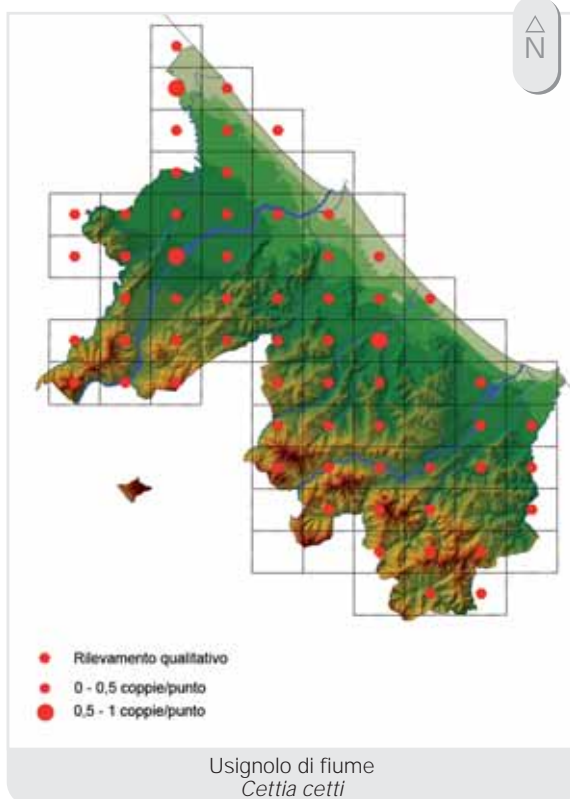 N
Rilevamento qualitativo
0 - 0,5 coppie/punto
0,5 - 1 coppie/punto
Usignolo di fiume
Cettia cetti